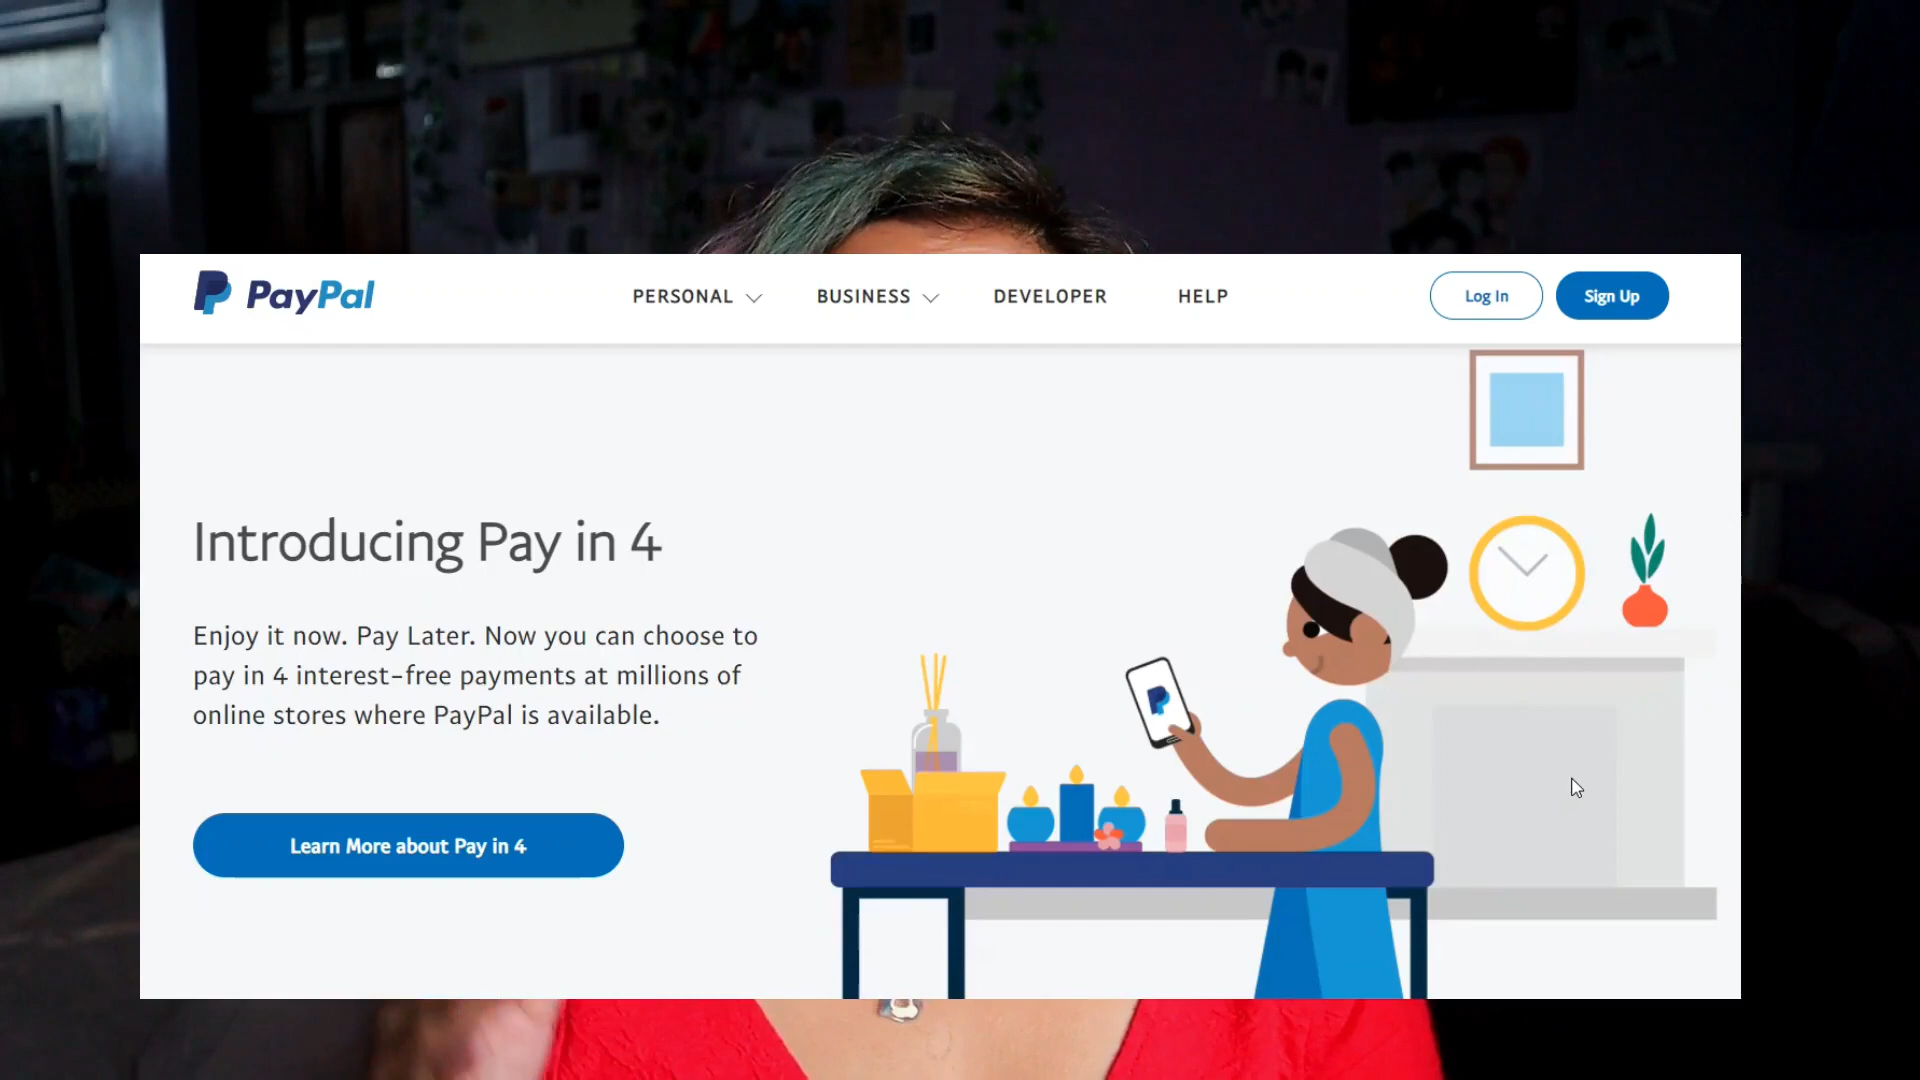 PayPal
PERSONAL
BUSINESS
DEVELOPER
HELP
Log In
Sign Up
Introducing Pay in 4
Enjoy it now. Pay Later. Now you can choose to
pay in 4 interest-free payments at millions of
online stores where PayPal is available.
Learn More about Pay in 4